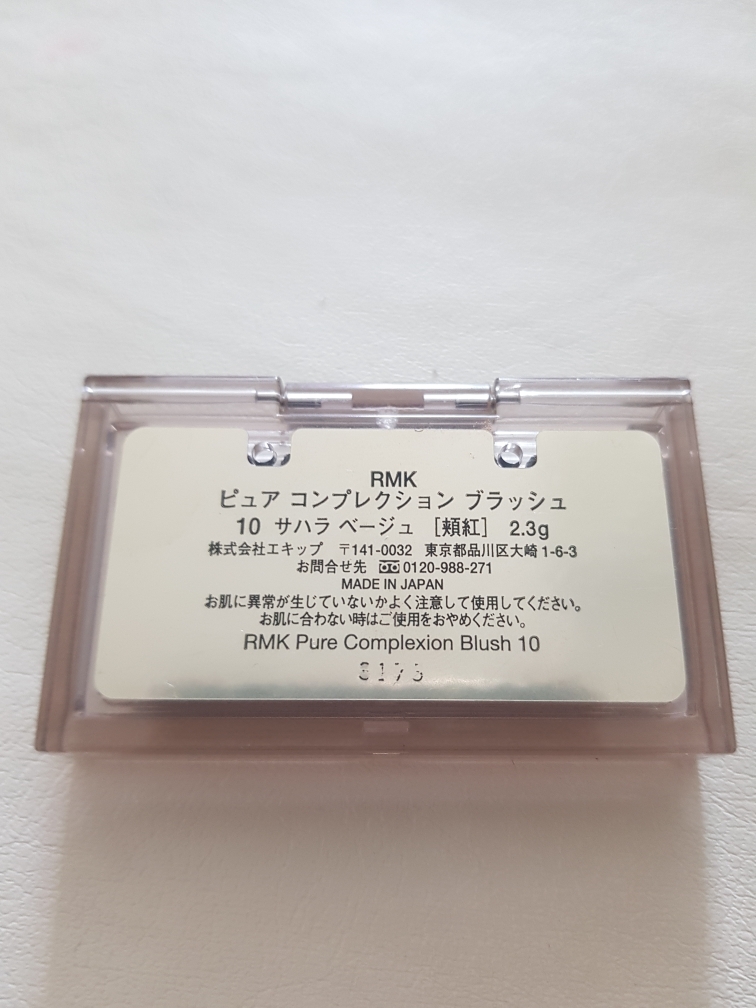 RMK
ピュア コンプレクション ブラッシュ
10 サハラ ベージュ [頬紅] 2.3g
株式会社エキップ 〒141-0032 東京都品川区大崎1-6-3
お問合せ先 0120-988-271
MADE IN JAPAN
お肌に異常が生じていないかよく注意して使用してください。
お肌に合わない時はご使用をおやめください。
RMK Pure Complexion Blush 10